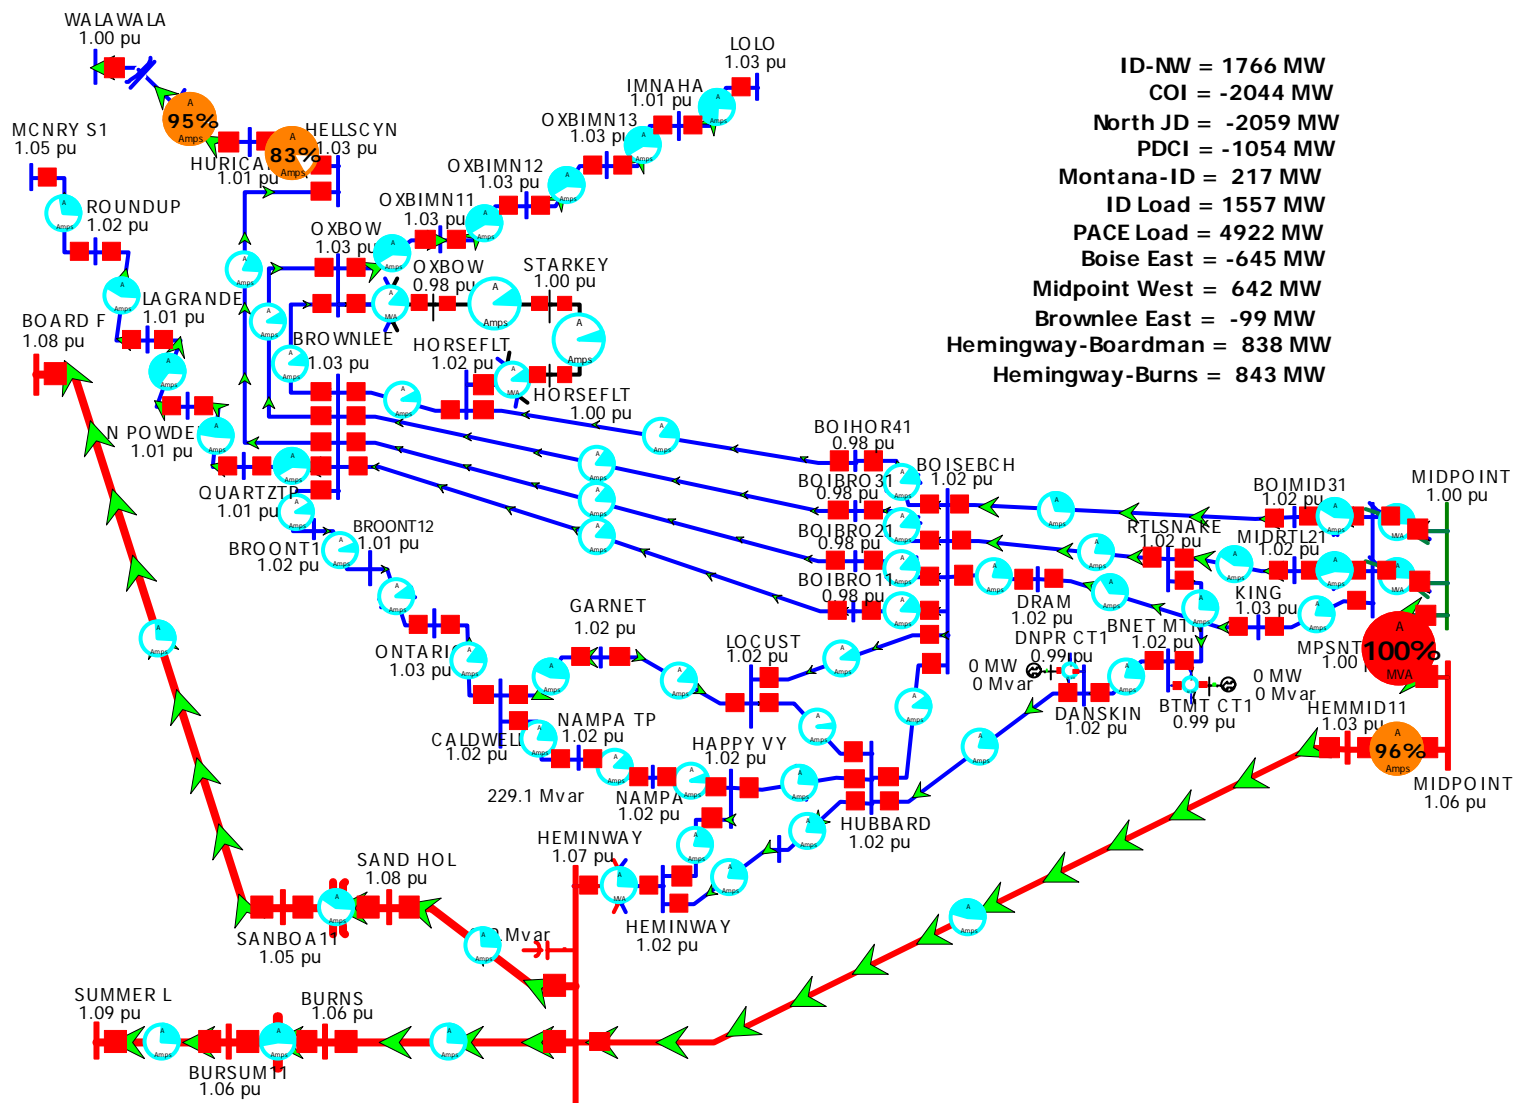 WALAWALA
1.00 pu
LOLO
1.03 pu
IMNAHA
1.01 pu
OXBIMN13
1.03 pu
OXBIMN12
1.03 pu
OXBIMN11
1.03 pu
MCNRY S1
1.05 pu
A
95%
Amps
A
83%
Amps
HELLSCYN
1.03 pu
1.01 pu
ROUNDUP
1.02 pu
OXBOW
1.03 pu
OXBOW
0.98 pu
STARKEY
1.00 pu
LAGRANDE
1.01 pu
BOARD F
1.08 pu
BROWNLEE
1.03 pu
HORSEFLT
1.02 pu
HORSEFLT
1.00 pu
1.01 pu
QUARTZTP
1.01 pu
BROONT12
1.01 pu
BROONT1
1.02 pu
ID-NW = 1766 MW
COI = -2044 MW
North JD = -2059 MW
PDCI = -1054 MW
Montana-ID = 217 MW
ID Load = 1557 MW
PACE Load = 4922 MW
Boise East = -645 MW
Midpoint West = 642 MW
Brownlee East = -99 MW
Hemingway-Boardman = 838 MW
Hemingway-Burns = 843 MW
BOIHOR41
0.98 pu
BOIBRO31
0.98 pu
BOIBRO21
0.98 pu
BOIBRO11
0.98 pu
BOISEBCH
1.02 pu
BOIMID31
1.02 pu
MIDPOINT
1.00 pu
RTLSNAKE
1.02 pu
MIDRTL21
1.02 pu
KING
1.03 pu
DRAM
1.02 pu
1.02 pu
DNPR CT1
0.99 pu
0 MW
0 Mvar
DANSKIN
1.02 pu
BTMT CT1
0.99 pu
0 MW
0 Mvar
1.00
A
100%
MVA
HEMMID11
1.03 pu
A
96%
Amps
MIDPOINT
1.06 pu
GARNET
1.02 pu
LOCUST
1.02 pu
1.03 pu
1.02 pu
NAMPA TP
1.02 pu
HAPPY VY
1.02 pu
229.1 Mvar
NAMPA
1.02 pu
HUBBARD
1.02 pu
HEMINWAY
1.07 pu
HEMINWAY
1.02 pu
SAND HOL
1.08 pu
SANBOA11
1.05 pu
Mvar
SUMMER L
1.09 pu
BURNS
1.06 pu
BURSUM11
1.06 pu